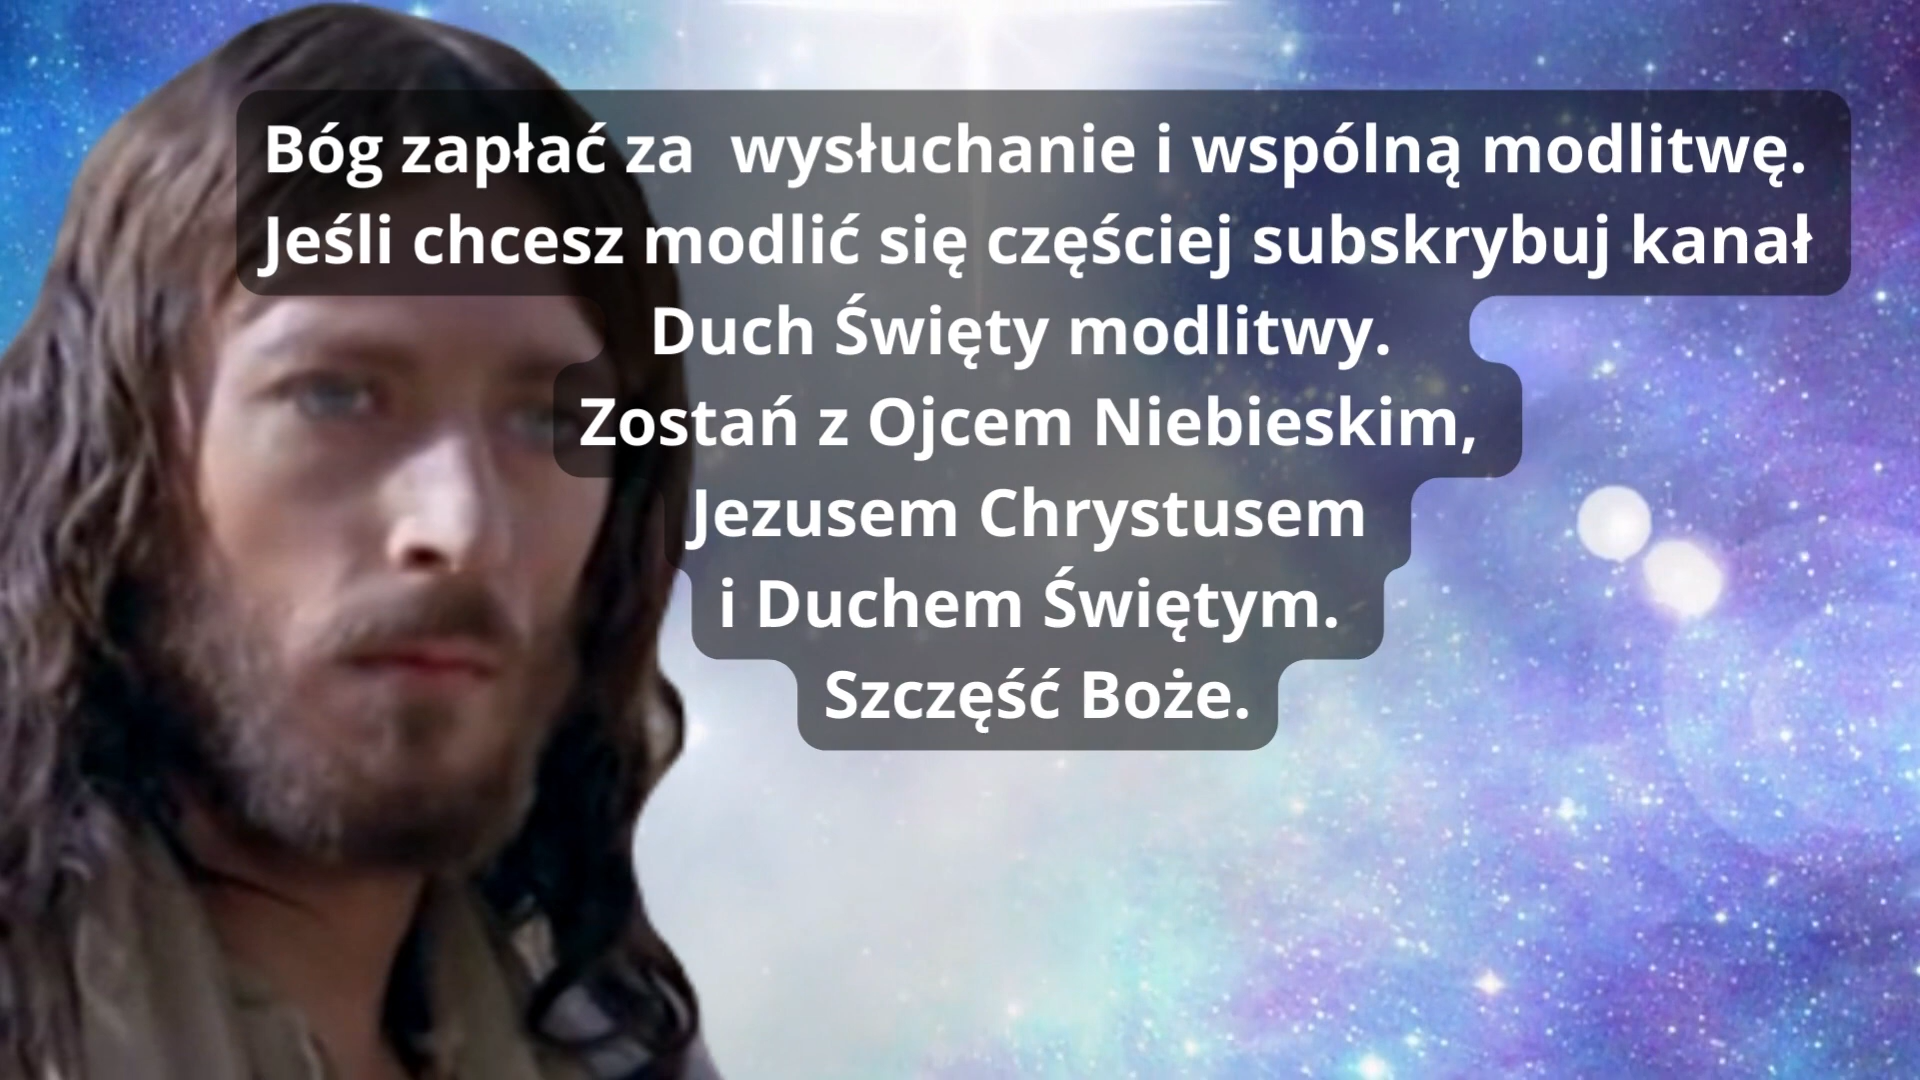 Bóg zapłać za  wysłuchanie i wspólną modlitwę.
Jeśli chcesz modlić się częściej subskrybuj kanał
Duch Święty modlitwy.
Zostań z Ojcem Niebieskim,
Jezusem Chrystusem
i Duchem Świętym.
Szczęść Boże.